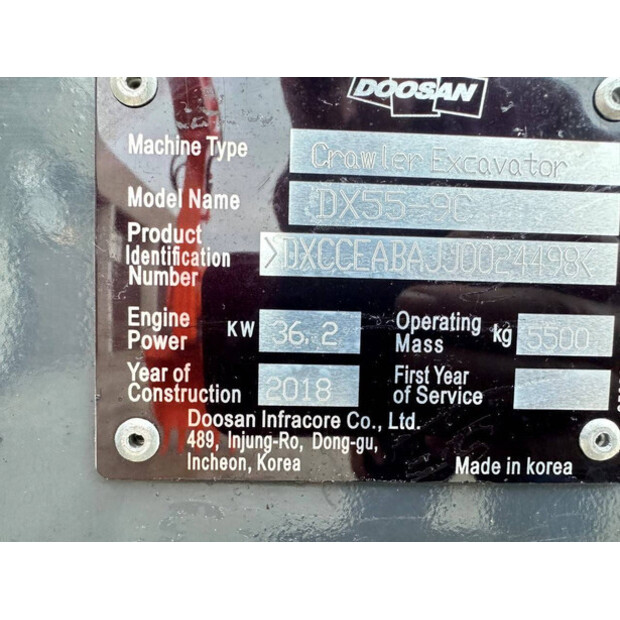 DOOSAN
Machine Type Crawler Excavator
Model Name DX55-9C
Product
Identification
Number >DXCCEABAJJ0024498<
Engine
Power KW 36.2
Operating
Mass kg 5500
Year of
Construction 2018
First Year
of Service
Doosan Infracore Co., Ltd.
489, Injung-Ro, Dong-gu,
Incheon, Korea
Made in korea